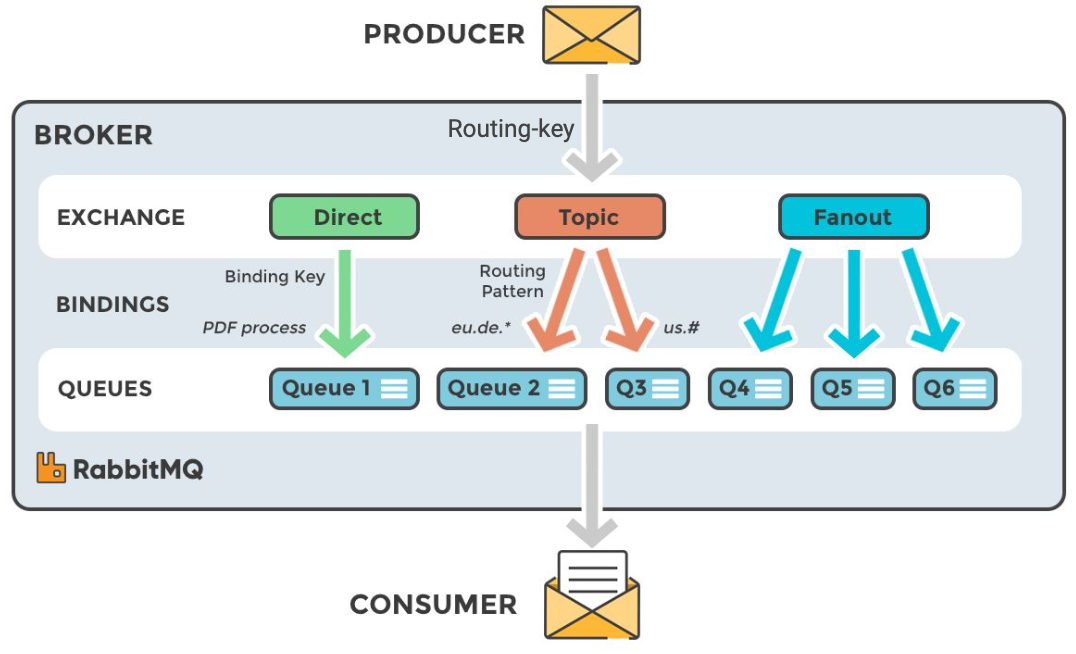 PRODUCER
BROKER
Routing-key
EXCHANGE
Direct
Topic
Fanout
Binding Key
Routing
Pattern
BINDINGS
PDF process
eu.de.*
us.#
QUEUES
Queue 1
Queue 2
Q3
Q4
Q5
Q6
RabbitMQ
CONSUMER